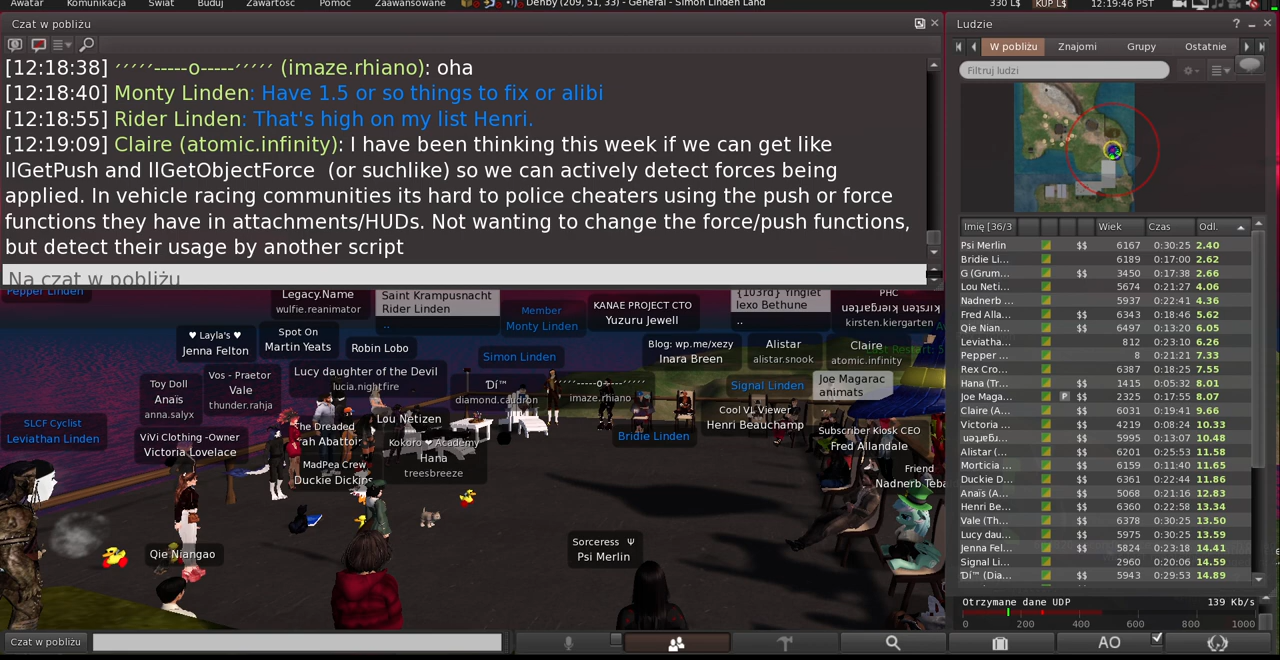 Awatar Komunikacja Świat Buduj Zawartość Pomoc Zaawansowane Denby (209, 51, 33) - General - Simon Linden Land 330 L$ KUP L$ 12:19:46 PST
Czat w pobliżu
[12:18:38] (imaze.rhiano): oha
[12:18:40] Monty Linden: Have 1.5 or so things to fix or alibi
[12:18:55] Rider Linden: That's high on my list Henri.
[12:19:09] Claire (atomic.infinity): I have been thinking this week if we can get like
llGetPush and llGetObjectForce (or suchlike) so we can actively detect forces being
applied. In vehicle racing communities its hard to police cheaters using the push or force
functions they have in attachments/HUDs. Not wanting to change the force/push functions,
but detect their usage by another script
Na czat w pobliżu
Pepper Linden
Legacy.Name
wulfie.reanimator
Saint Krampusnacht
Rider Linden
..
Member
Monty Linden
KANAE PROJECT CTO
Yuzuru Jewell
{103rd} Yinglet
lexo Bethune
..
PHC
kirsten.kiergarten
♥ Layla's ♥
Jenna Felton
Spot On
Martin Yeats
Robin Lobo
Simon Linden
Blog: wp.me/xezy
Inara Breen
Alistar
alistar.snook
Claire
atomic.infinity
Toy Doll
Anaïs
anna.salyx
Vos - Praetor
Vale
thunder.rahja
Lucy daughter of the Devil
lucia.nightfire
Ɗí™
diamond.cauldron
imaze.rhiano
Signal Linden
Joe Magarac
animats
SLCF Cyclist
Leviathan Linden
ViVi Clothing -Owner
Victoria Lovelace
The Dreaded
Lou Netizen
Kokoro ♥ Academy
Hana
treesbreeze
Bridie Linden
Cool VL Viewer
Henri Beauchamp
Subscriber Kiosk CEO
Fred Allandale
MadPea Crew
Duckie Dickins
Friend
Nadnerb Teba
Qie Niangao
Sorceress Ψ
Psi Merlin
Czat w pobliżu
Ludzie
W pobliżu Znajomi Grupy Ostatnie
Filtruj ludzi
Imię [36/3 Wiek Czas Odl.
Psi Merlin $$ 6167 0:30:25 2.40
Bridie Li... 6189 0:17:00 2.62
G (Grum... $$ 3450 0:17:38 2.66
Lou Neti... 5674 0:21:27 4.06
Nadnerb ... 5937 0:22:41 4.36
Fred Alla... $$ 6343 0:18:46 5.62
Qie Nian... $$ 6497 0:13:20 6.05
Leviatha... 812 0:23:10 6.26
Pepper ... 8 0:21:21 7.33
Rex Cro... 6387 0:18:25 7.55
Hana (Tr... $$ 1415 0:05:32 8.01
Joe Maga... P $$ 2325 0:17:55 8.07
Claire (A... $$ 6031 0:19:41 9.66
Victoria ... $$ 4219 0:08:24 10.33
$$ 5995 0:13:07 10.48
Alistar (... $$ 6201 0:25:53 11.58
Morticia ... $$ 6159 0:11:40 11.65
Duckie D... $$ 6361 0:22:44 11.86
Anaïs (A... $$ 5068 0:21:16 12.83
Henri Be... $$ 6360 0:22:58 13.34
Vale (Th... $$ 6378 0:25:30 13.50
Lucy dau... $$ 5975 0:30:25 13.59
Jenna Fel... $$ 5824 0:23:18 14.41
Signal Li... 2960 0:20:06 14.59
Ɗí™ (Dia... $$ 5943 0:29:53 14.89
Otrzymane dane UDP 139 Kb/s
0 200 400 600 800 1000
AO